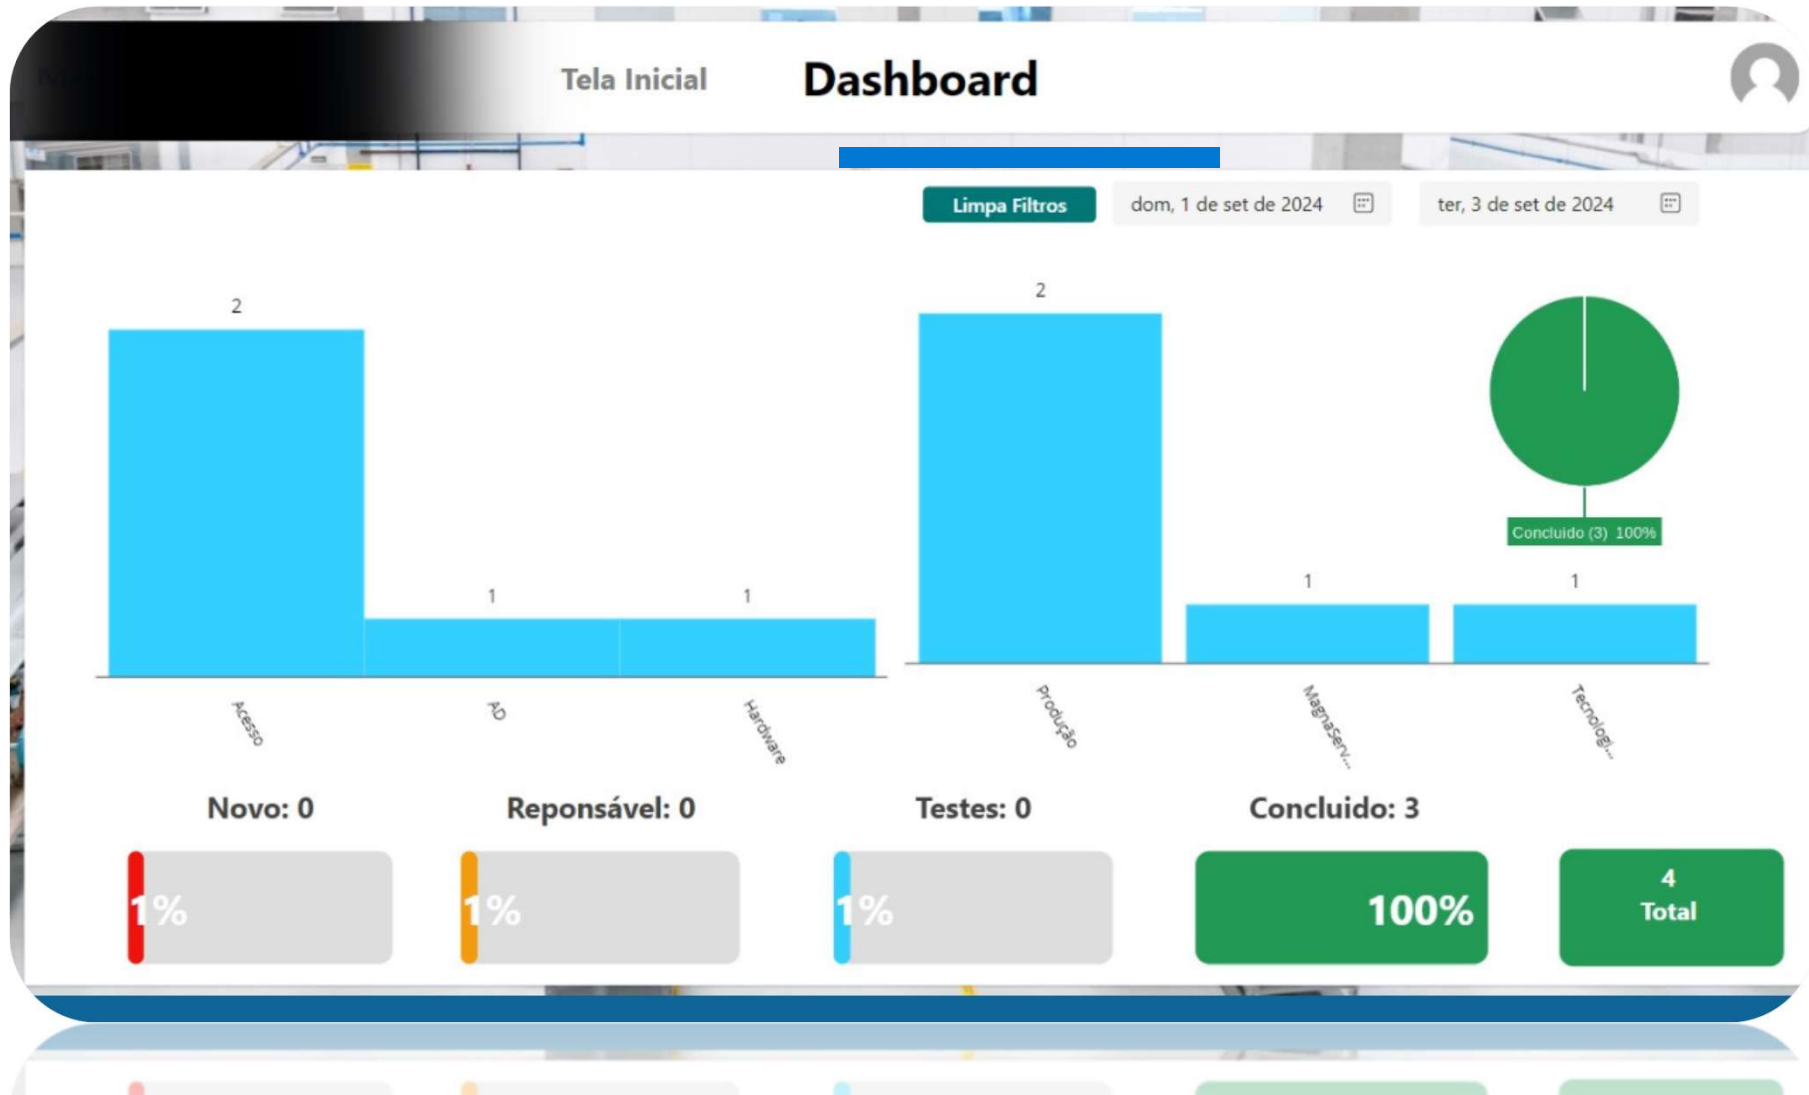 Tela Inicial
Dashboard
Limpa Filtros
dom, 1 de set de 2024
ter, 3 de set de 2024
2
1
1
Acesso
AD
Hardware
2
1
1
Produção
MagnaServ...
Tecnologi...
Concluido (3) 100%
Novo: 0
Reponsável: 0
Testes: 0
Concluido: 3
1%
1%
1%
100%
4
Total